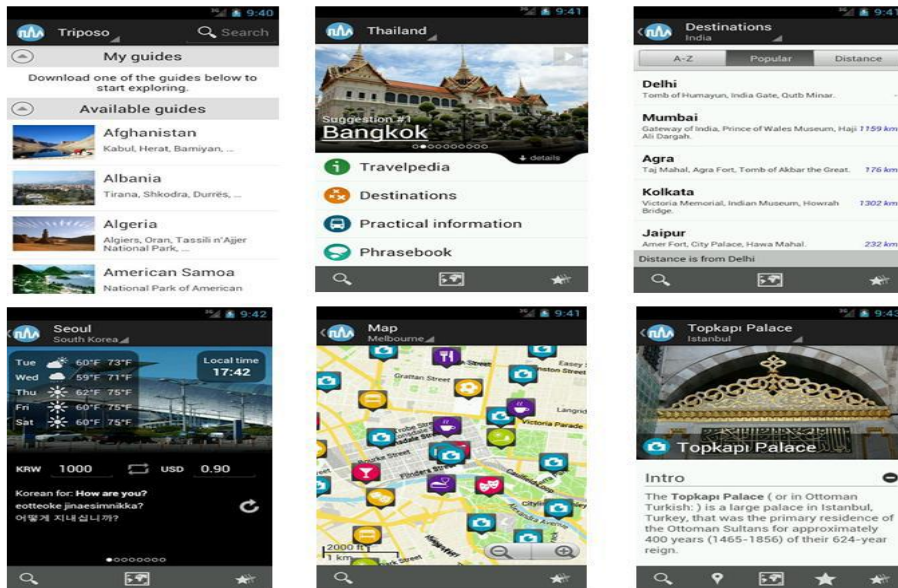 9:40
Triposo
Search
My guides
Download one of the guides below to
start exploring.
Available guides
Afghanistan
Kabul, Herat, Bamiyan, ...
Albania
Tirana, Shkodra, Durrës, ...
Algeria
Algiers, Oran, Tassili n'Ajjer
National Park, ...
American Samoa
National Park of American
9:41
Thailand
Suggestion #1
Bangkok
details
Travelpedia
Destinations
Practical information
Phrasebook
9:41
Destinations
India
A-Z Popular Distance
Delhi
Tomb of Humayun, India Gate, Qutb Minar. -
Mumbai
Gateway of India, Prince of Wales Museum, Haji 1159 km
Ali Dargah.
Agra
Taj Mahal, Agra Fort, Tomb of Akbar the Great. 176 km
Kolkata
Victoria Memorial, Indian Museum, Howrah 1302 km
Bridge.
Jaipur
Amer Fort, City Palace, Hawa Mahal. 232 km
Distance is from Delhi
9:42
Seoul
South Korea
Tue 60°F 73°F
Wed 59°F 71°F
Thu 62°F 75°F
Fri 60°F 75°F
Sat 60°F 75°F
Local time
17:42
KRW 1000 USD 0.90
Korean for: How are you?
eotteoke jinaesimnikka?
어떻게 지내십니까?
9:41
Map
Melbourne
Grattan Street
Easey
Langrid
Victoria Parade
Flinders Street
Alexandra Avenue
2000 ft
1 km
9:43
Topkapı Palace
Istanbul
Topkapı Palace
Intro
The Topkapı Palace ( or in Ottoman
Turkish: ) is a large palace in Istanbul,
Turkey, that was the primary residence of
the Ottoman Sultans for approximately
400 years (1465-1856) of their 624-year
reign.